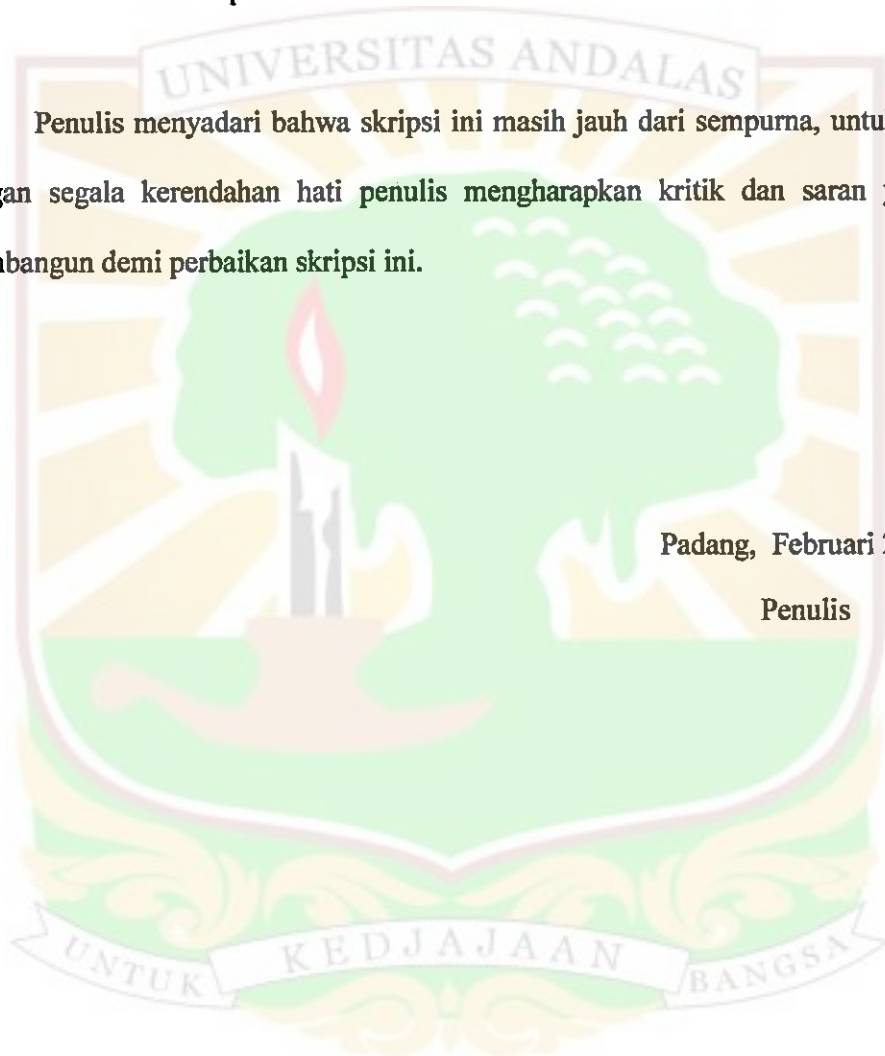 UNIVERSITAS ANDALAS
Penulis menyadari bahwa skripsi ini masih jauh dari sempurna, untu
gan segala kerendahan hati penulis mengharapkan kritik dan saran
bangun demi perbaikan skripsi ini.
Padang, Februari
Penulis
UNTUK KEDJAJAAN BANGSA